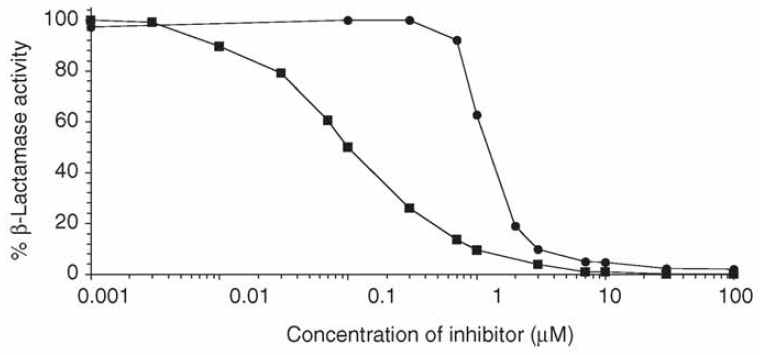 100
80
60
40
20
0
% β-Lactamase activity
0.001 0.01 0.1 1 10 100
Concentration of inhibitor (μM)